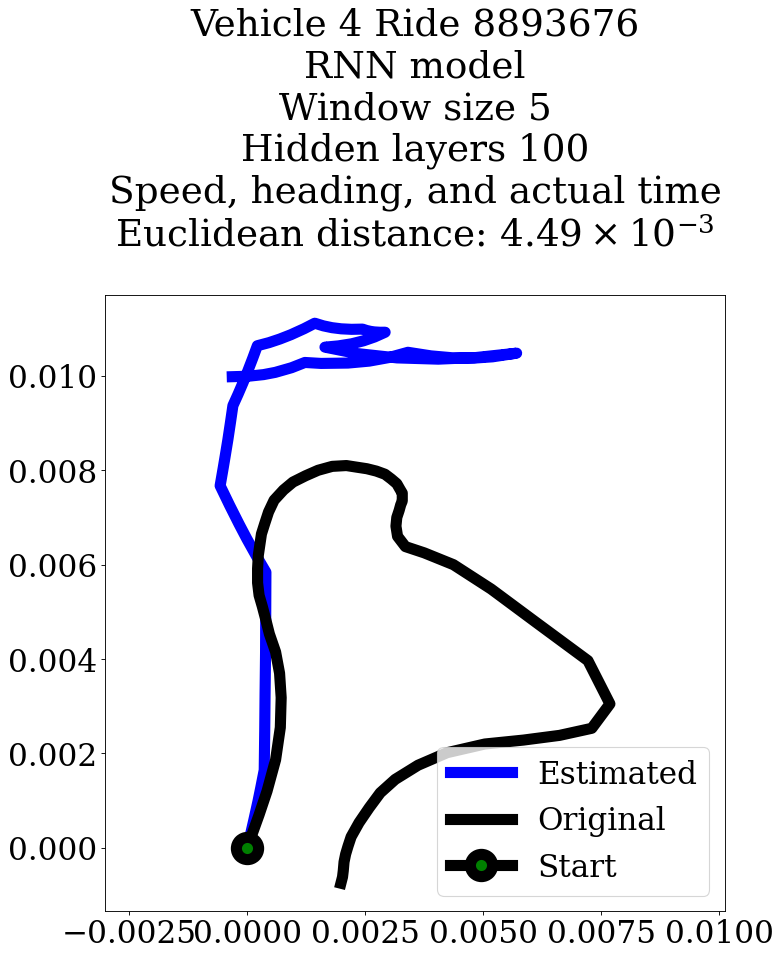 Vehicle 4 Ride 8893676
RNN model
Window size 5
Hidden layers 100
Speed, heading, and actual time
Euclidean distance: 4.49 × 10⁻³
0.010
0.008
0.006
0.004
0.002
0.000
Estimated
Original
Start
−0.0025 0.0000 0.0025 0.0050 0.0075 0.0100